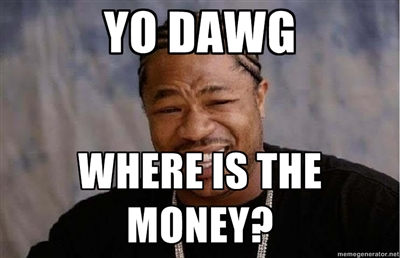 YO DAWG
WHERE IS THE
MONEY?
memegenerator.net